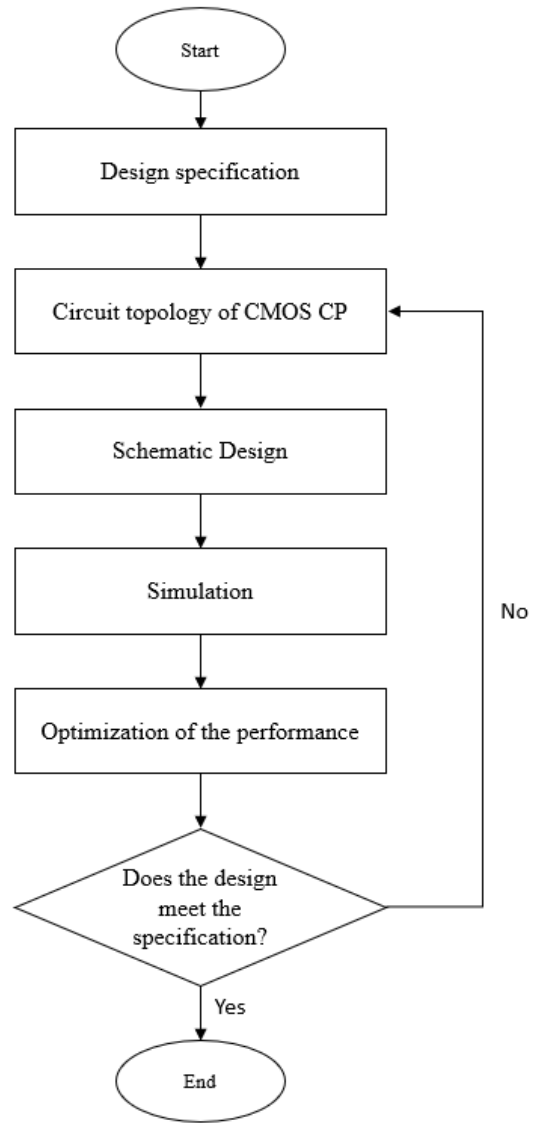 Start
Design specification
Circuit topology of CMOS CP
Schematic Design
Simulation
No
Optimization of the performance
Does the design
meet the
specification?
Yes
End